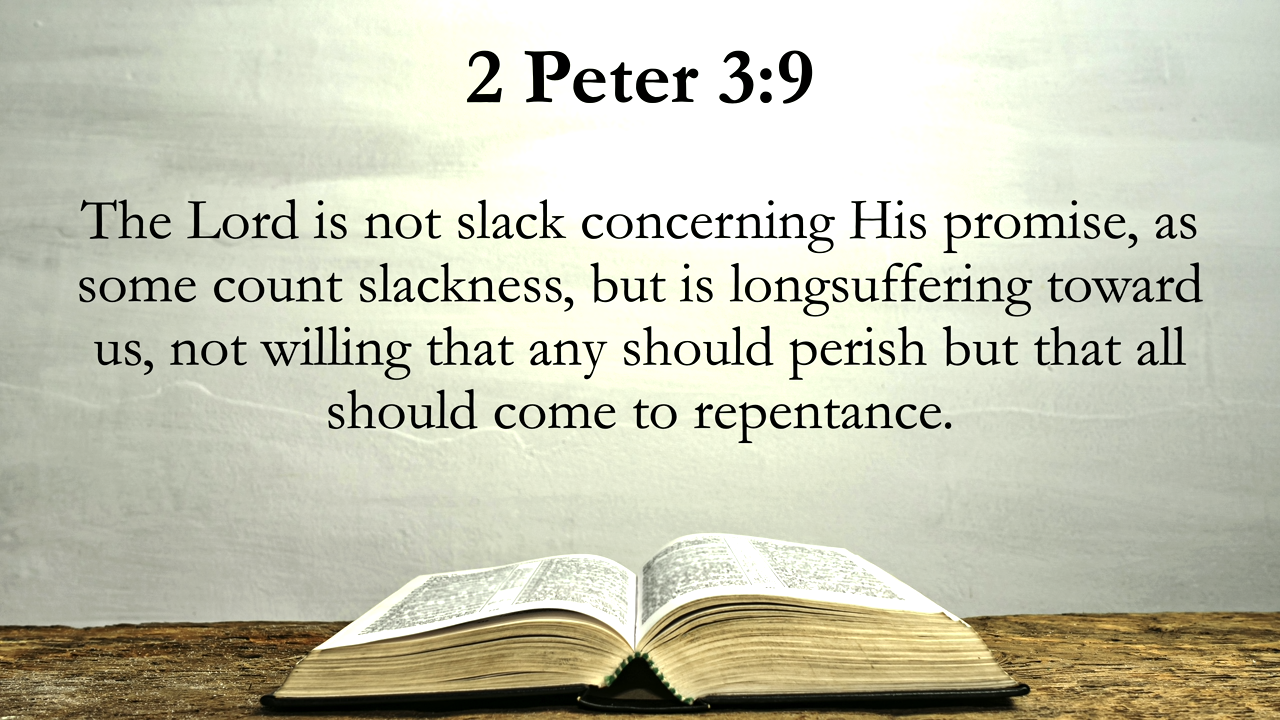 2 Peter 3:9
The Lord is not slack concerning His promise, as
some count slackness, but is longsuffering toward
us, not willing that any should perish but that all
should come to repentance.